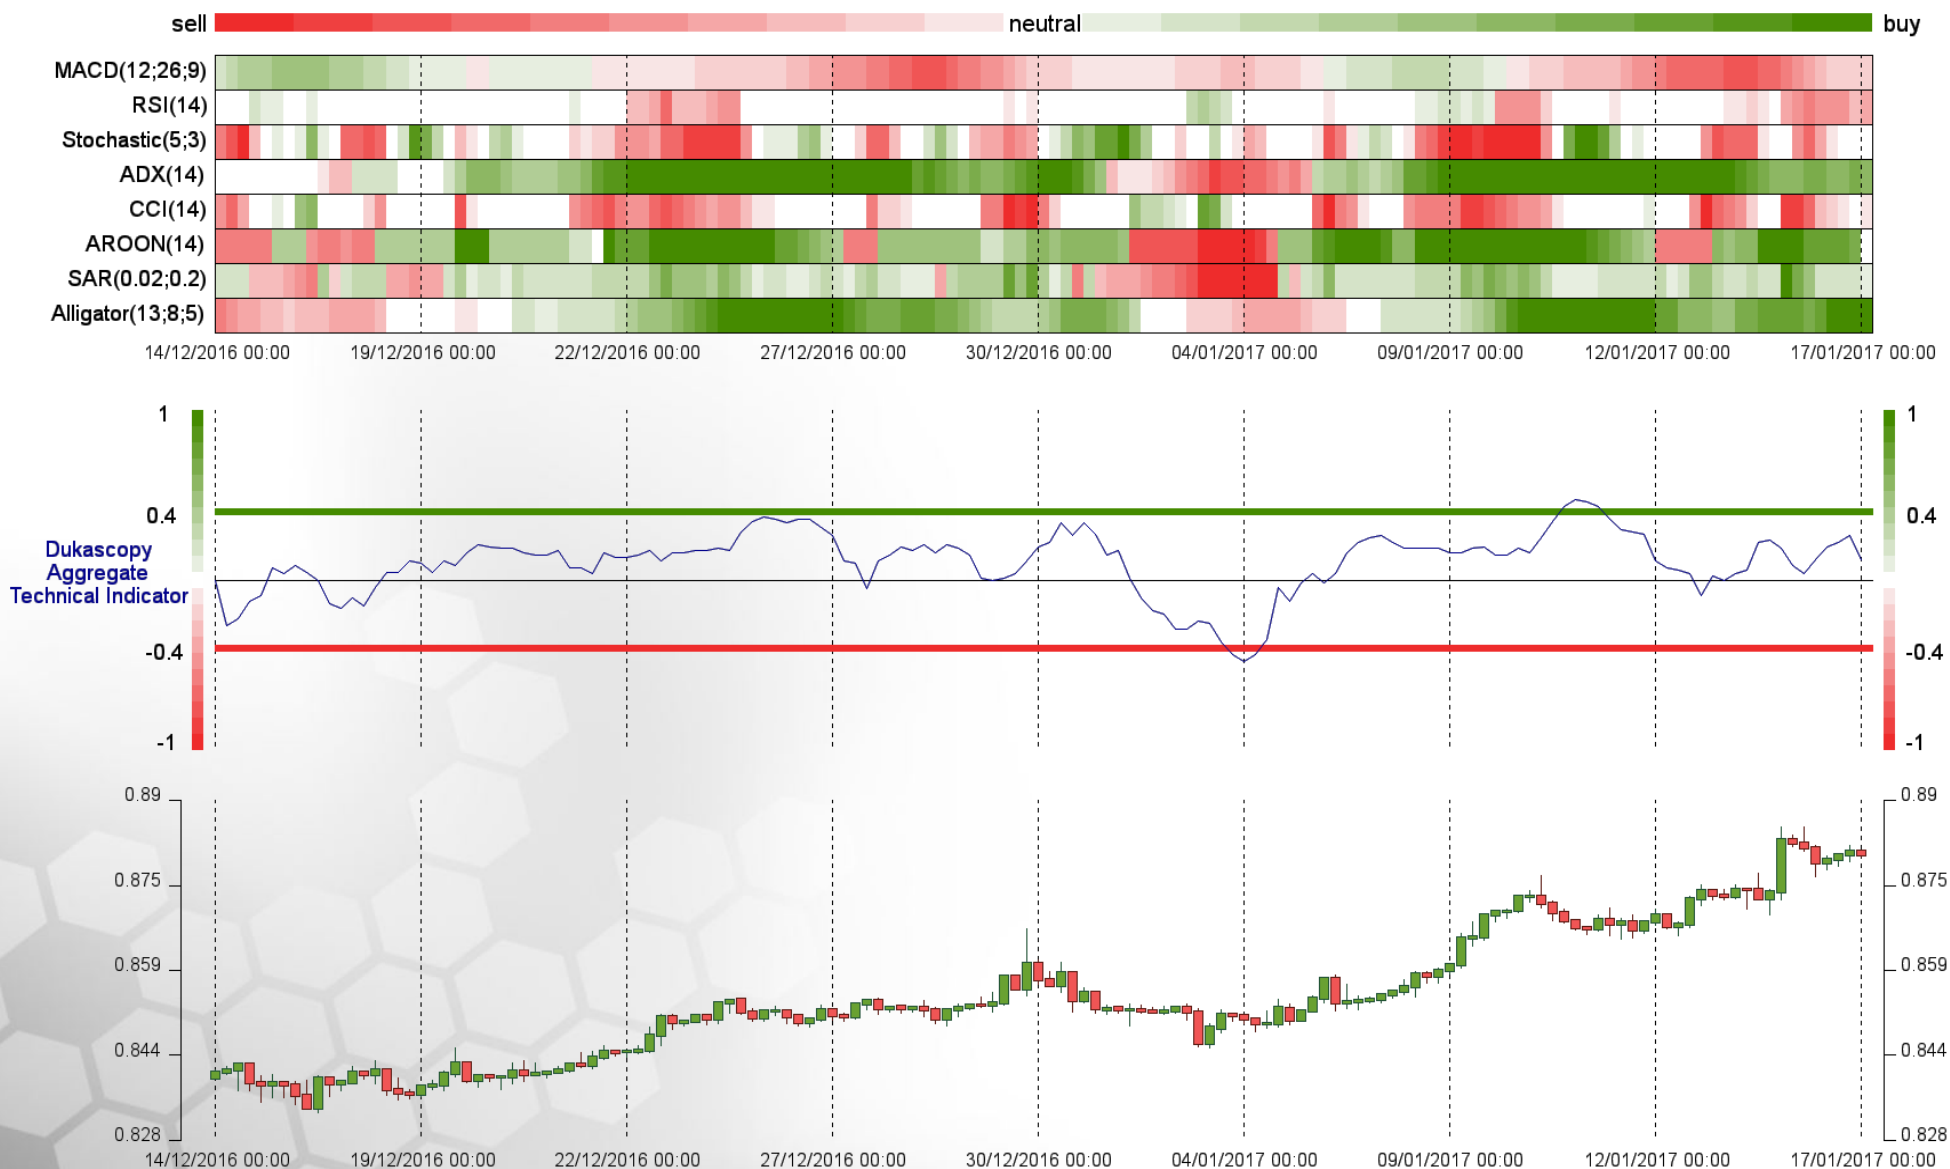 sell neutral buy
MACD(12;26;9)
RSI(14)
Stochastic(5;3)
ADX(14)
CCI(14)
AROON(14)
SAR(0.02;0.2)
Alligator(13;8;5)
14/12/2016 00:00 19/12/2016 00:00 22/12/2016 00:00 27/12/2016 00:00 30/12/2016 00:00 04/01/2017 00:00 09/01/2017 00:00 12/01/2017 00:00 17/01/2017 00:00
1 1
0.4 0.4
Dukascopy
Aggregate
Technical Indicator
-0.4 -0.4
-1 -1
0.89 0.89
0.875 0.875
0.859 0.859
0.844 0.844
0.828 0.828
14/12/2016 00:00 19/12/2016 00:00 22/12/2016 00:00 27/12/2016 00:00 30/12/2016 00:00 04/01/2017 00:00 09/01/2017 00:00 12/01/2017 00:00 17/01/2017 00:00